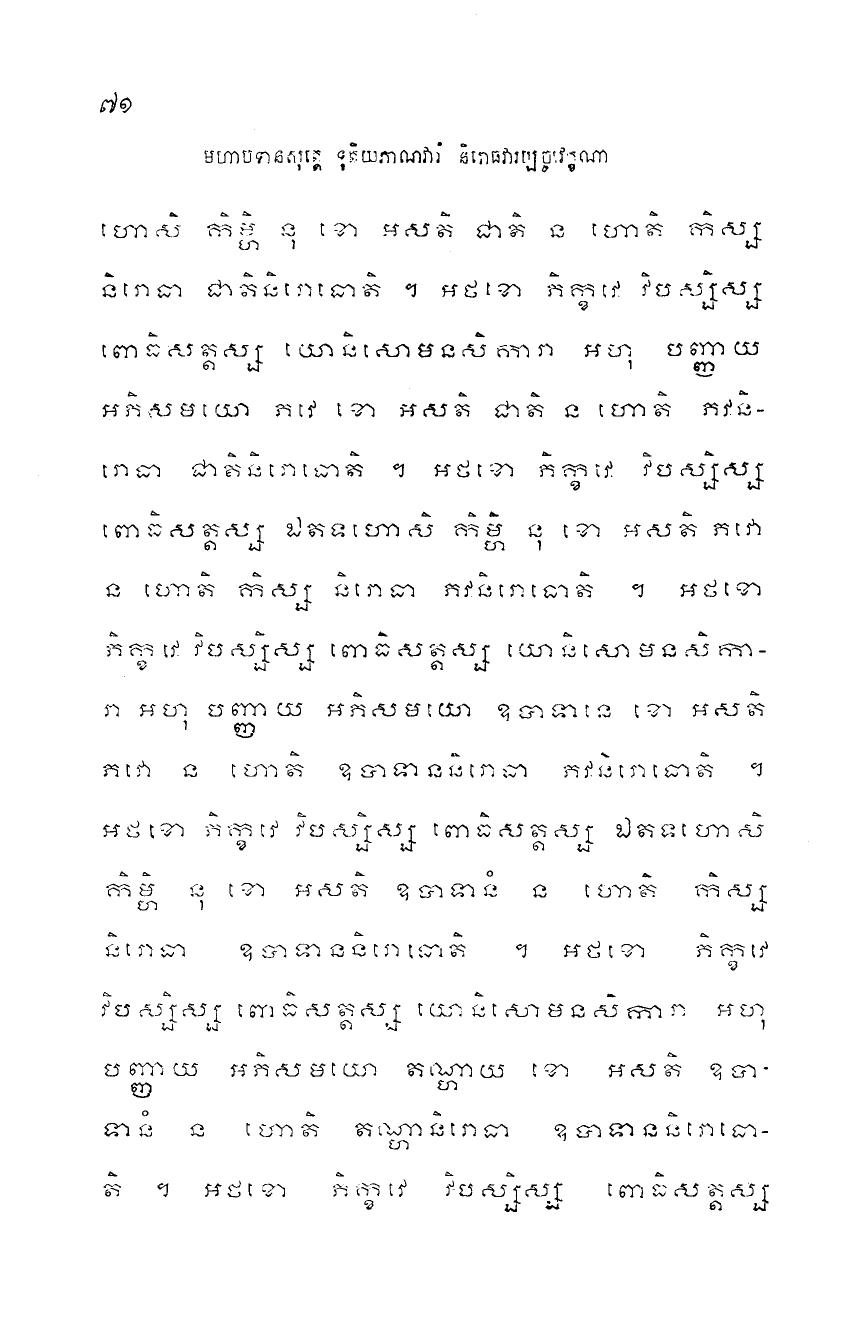 ៧១
មហាបទានសុត្តេ ទុតិយភាណវារំ និរោធវារប្បច្ចវេក្ខណា
ហោសិ កិម្ហិ នុ ខោ អសតិ ជាតិ ន ហោតិ កិស្ស
និរោធា ជាតិនិរោធោតិ ។ អថខោ ភិក្ខវេ វិបស្សិស្ស
ពោធិសត្តស្ស យោនិសោមនសិការា អហុ បញ្ញាយ
អភិសមយោ ភវេ ខោ អសតិ ជាតិ ន ហោតិ ភវនិ-
រោធា ជាតិនិរោធោតិ ។ អថខោ ភិក្ខវេ វិបស្សិស្ស
ពោធិសត្តស្ស ឯតទហោសិ កិម្ហិ នុ ខោ អសតិ ភវោ
ន ហោតិ កិស្ស និរោធា ភវនិរោធោតិ ។ អថខោ
ភិក្ខវេ វិបស្សិស្ស ពោធិសត្តស្ស យោនិសោមនសិកា-
រា អហុ បញ្ញាយ អភិសមយោ ឧបាទានេ ខោ អសតិ
ភវោ ន ហោតិ ឧបាទាននិរោធា ភវនិរោធោតិ ។
អថខោ ភិក្ខវេ វិបស្សិស្ស ពោធិសត្តស្ស ឯតទហោសិ
កិម្ហិ នុ ខោ អសតិ ឧបាទានំ ន ហោតិ កិស្ស
និរោធា ឧបាទាននិរោធោតិ ។ អថខោ ភិក្ខវេ
វិបស្សិស្ស ពោធិសត្តស្ស យោនិសោមនសិការា អហុ
បញ្ញាយ អភិសមយោ តណ្ហាយ ខោ អសតិ ឧបា-
ទានំ ន ហោតិ តណ្ហានិរោធា ឧបាទាននិរោធោ-
តិ ។ អថខោ ភិក្ខវេ វិបស្សិស្ស ពោធិសត្តស្ស